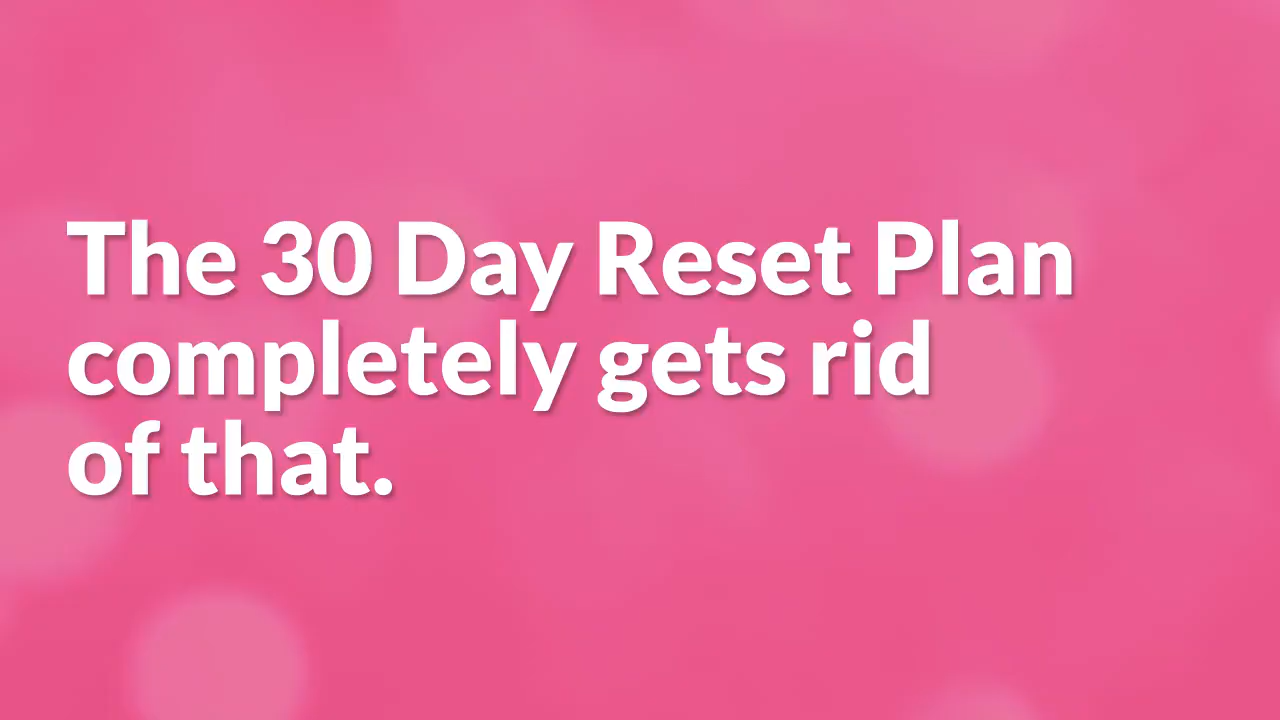 The 30 Day Reset Plan
completely gets rid
of that.